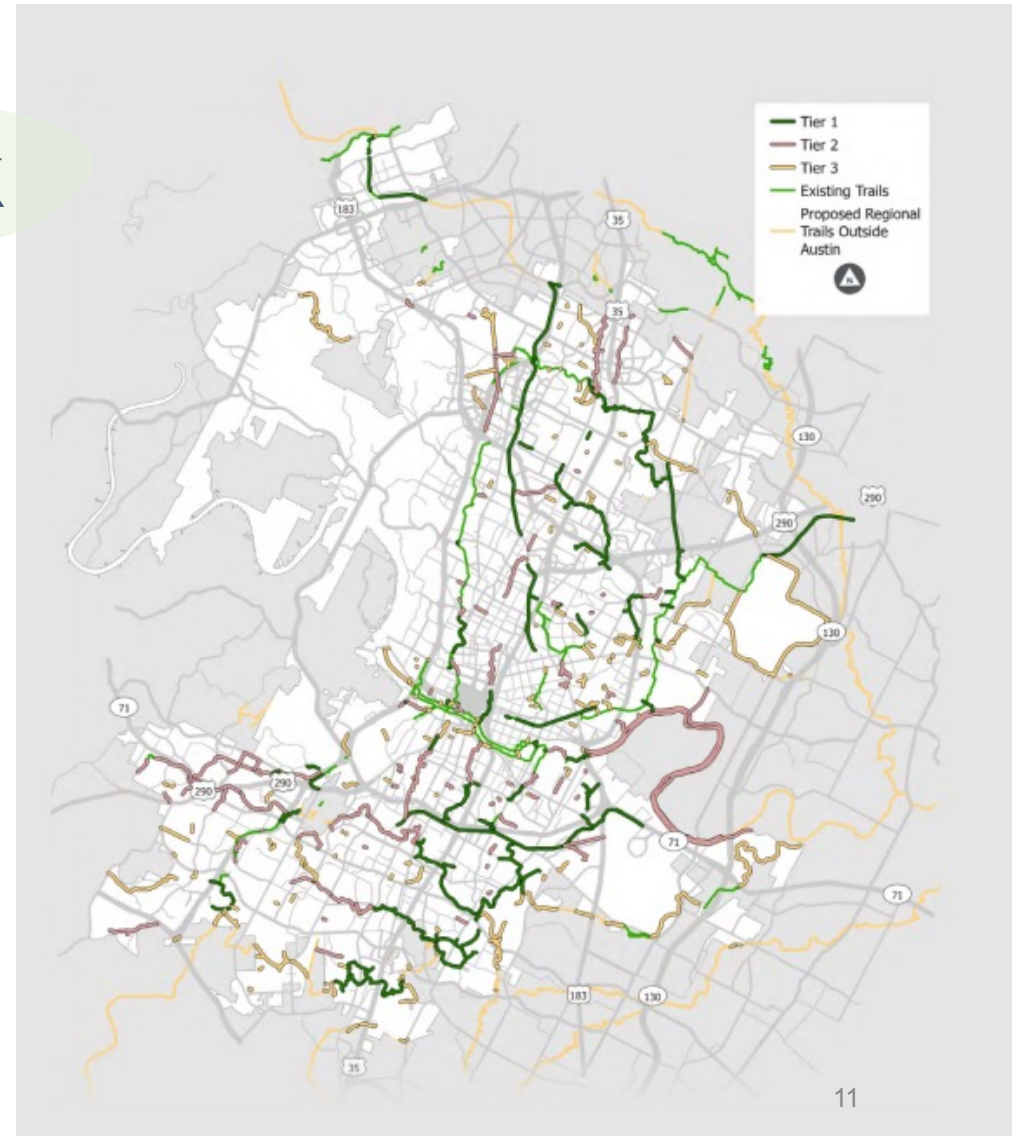 K
Tier 1
Tier 2
Tier 3
Existing Trails
Proposed Regional
Trails Outside
Austin
N
183
35
35
130
290
290
130
71
290
290
71
71
183
130
35
11